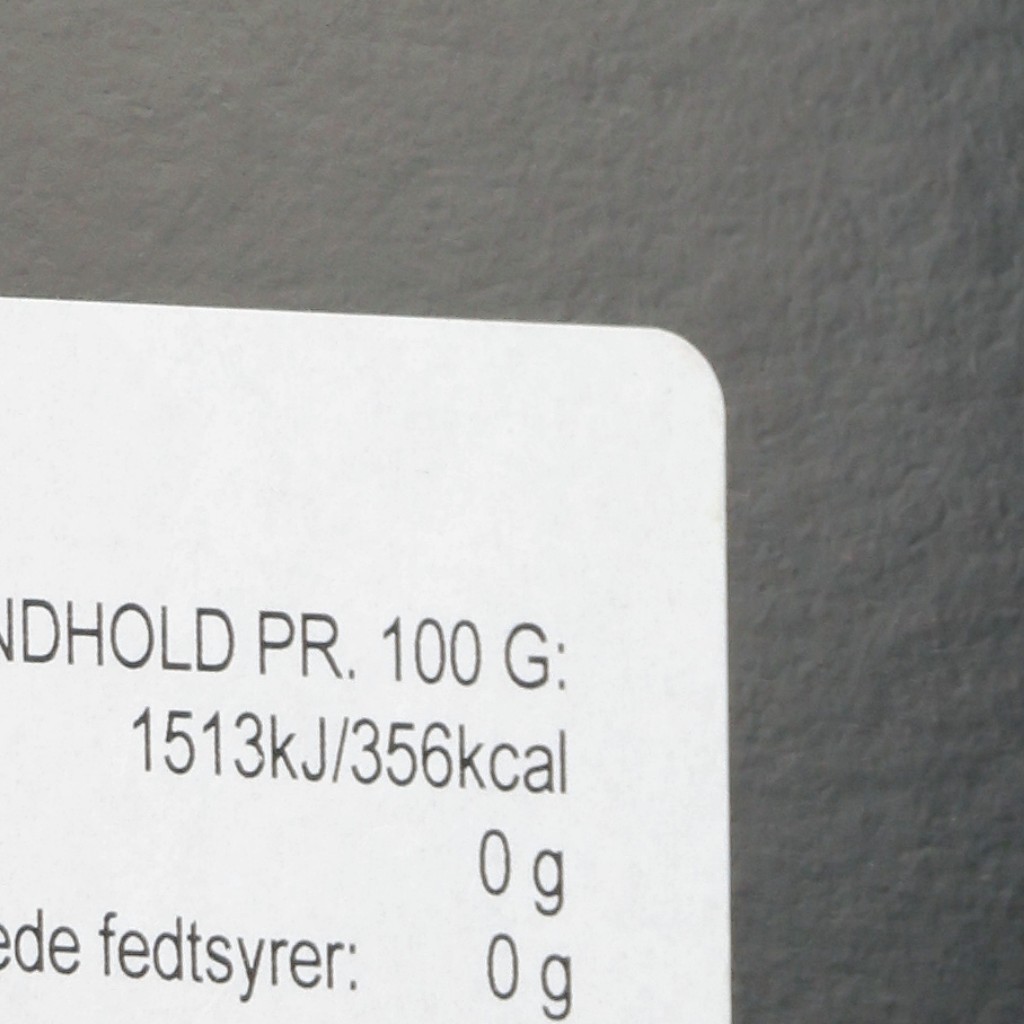 NDHOLD PR. 100 G:
1513kJ/356kcal
0 g
ede fedtsyrer: 0 g